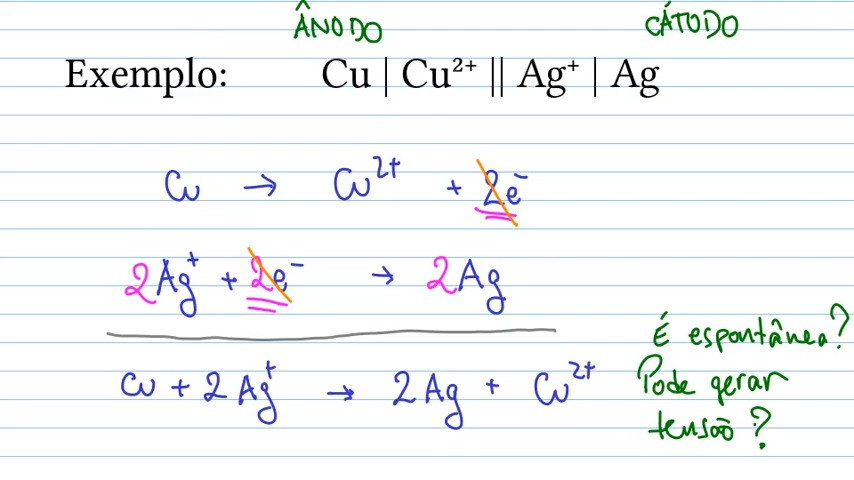 ÂNODO CÁTODO
Exemplo: Cu | Cu²⁺ || Ag⁺ | Ag
Cu → Cu²⁺ + 2e⁻
2Ag⁺ + 2e⁻ → 2Ag
Cu + 2Ag⁺ → 2Ag + Cu²⁺
É espontânea?
Pode gerar
tensão?